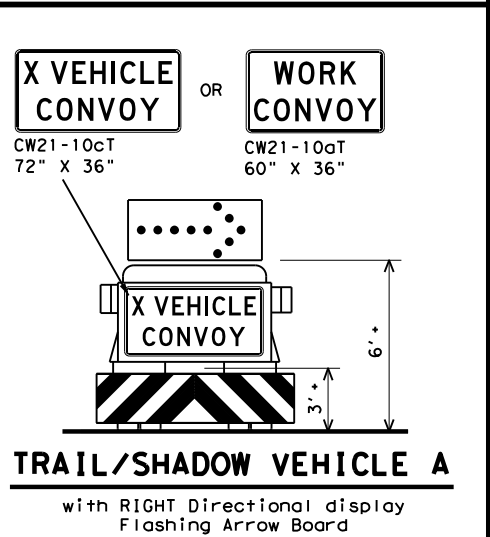 X VEHICLE
CONVOY
OR
WORK
CONVOY
CW21-10cT
72" X 36"
CW21-10aT
60" X 36"
X VEHICLE
CONVOY
6' +
3' +
TRAIL/SHADOW VEHICLE A
with RIGHT Directional display
Flashing Arrow Board